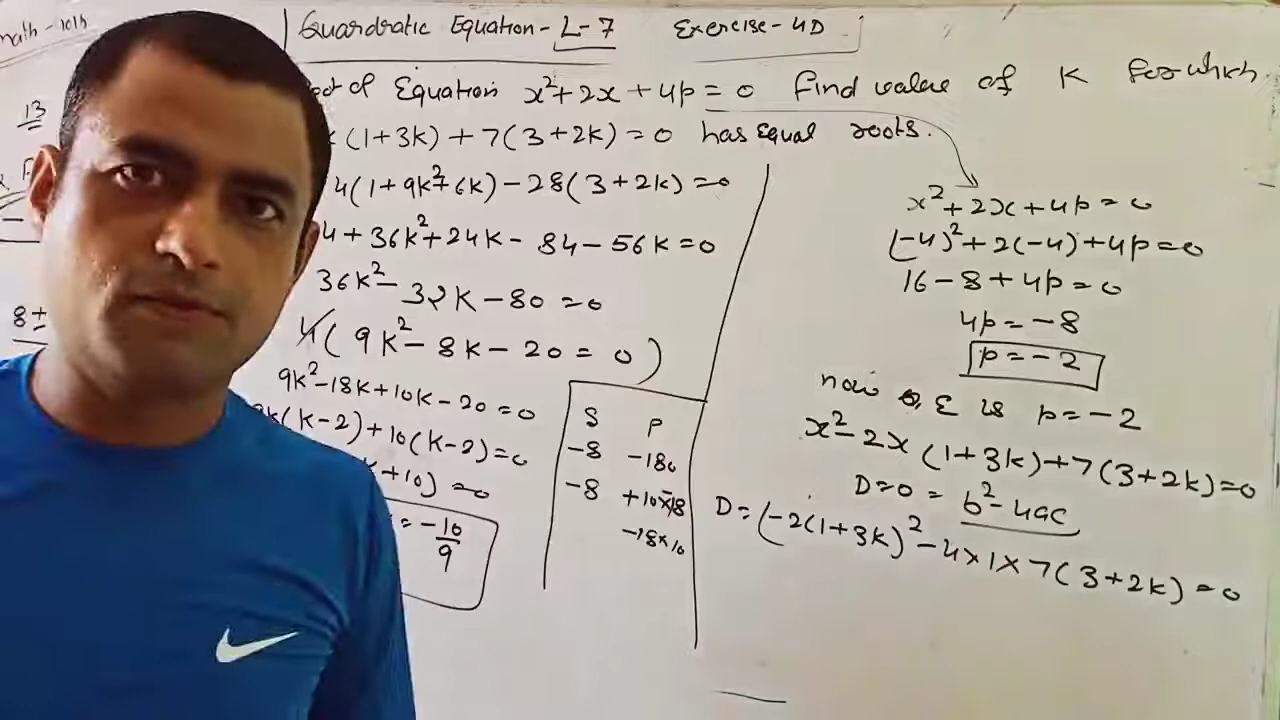 math - 10th
Quardratic Equation - L-7 Exercise - 4D
13
of Equation x²+2x+4p=0 find value of K for which
(1+3k)+7(3+2k)=0 has Equal roots.
4(1+9k²+6k)-28(3+2k)=0
4+36k²+24k-84-56k=0
36k²-32k-80=0
4(9k²-8k-20=0)
9k²-18k+10k-20=0
k(k-2)+10(k-2)=0
+10)=0
= -10/9
8+
S P
-8 -180
-8 +10×-18
-18×10
x²+2x+4p=0
(-4)²+2(-4)+4p=0
16-8+4p=0
4p=-8
p=-2
now Q,E is p=-2
x²-2x(1+3k)+7(3+2k)=0
D=0=b²-4ac
D=(-2(1+3k)²-4×1×7(3+2k)=0